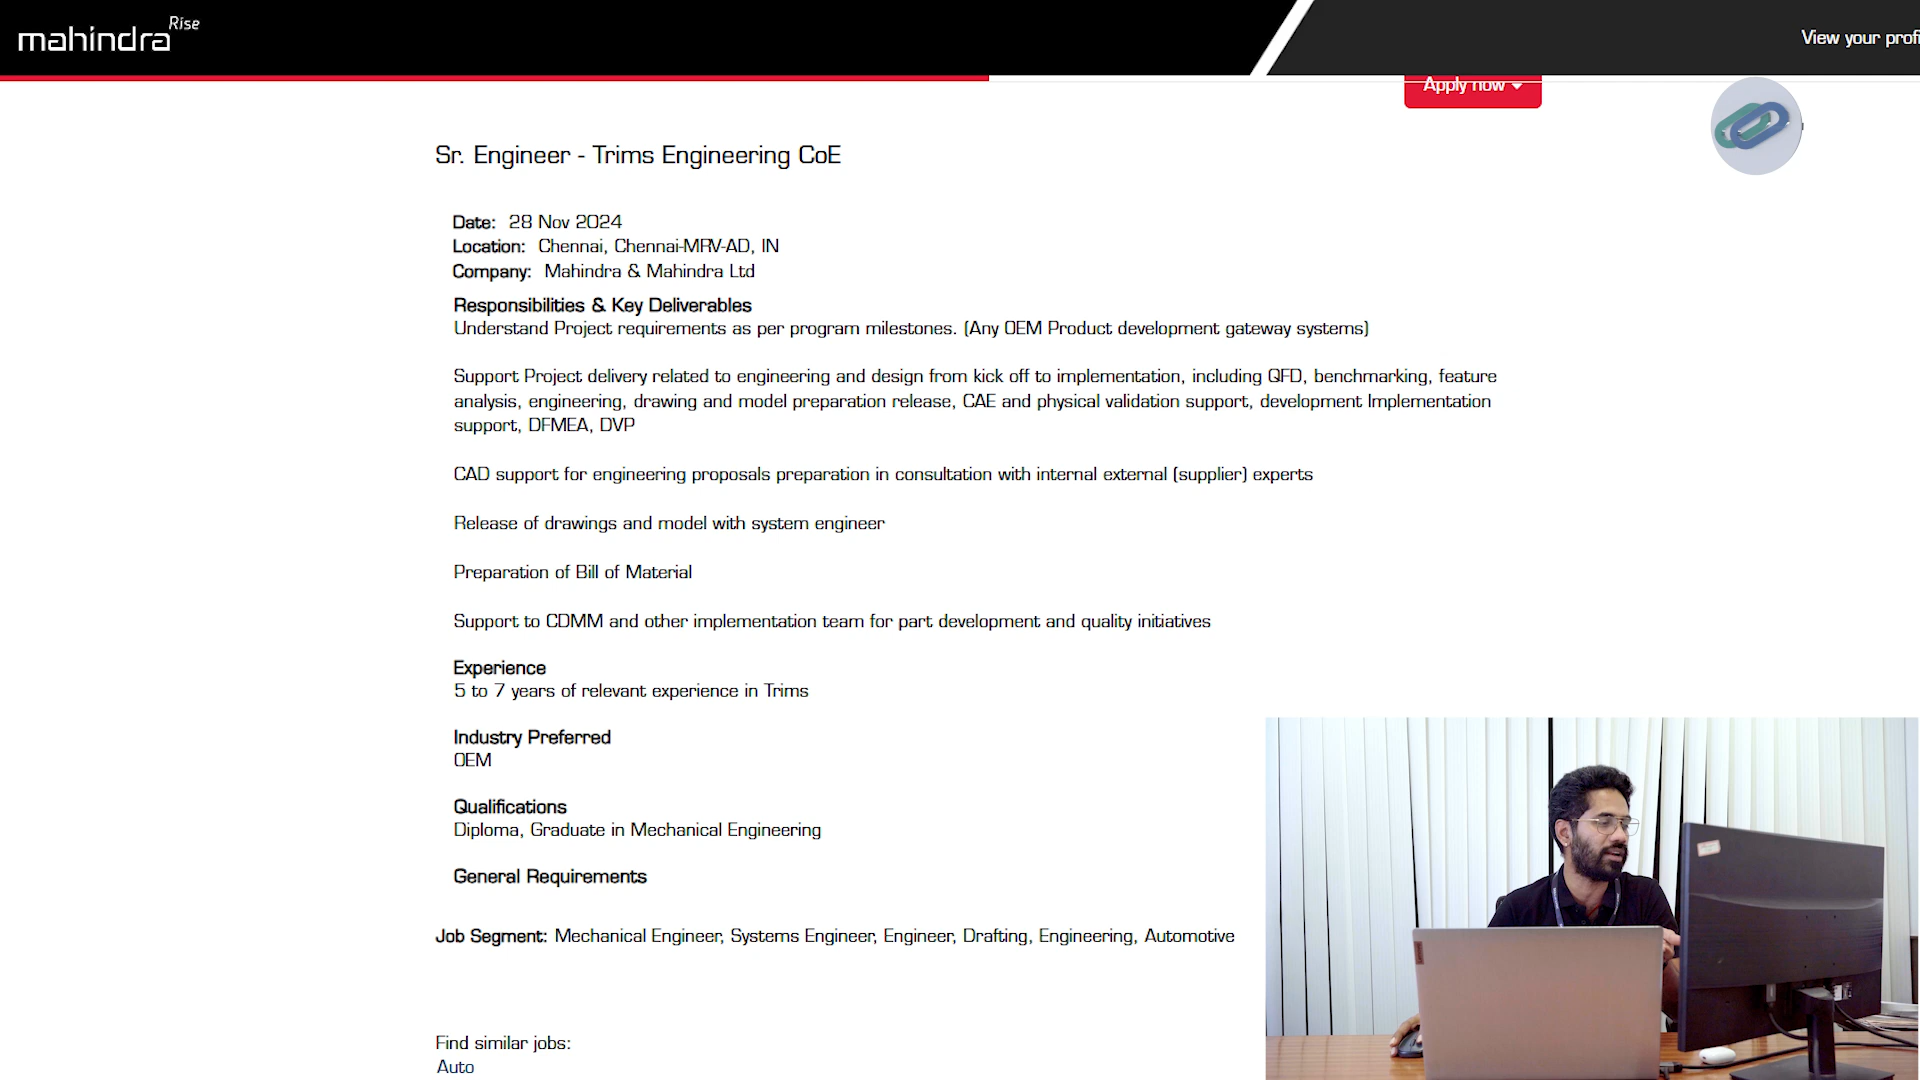 mahindra Rise
View your profi
Apply now
Sr. Engineer - Trims Engineering CoE
Date: 28 Nov 2024
Location: Chennai, Chennai-MRV-AD, IN
Company: Mahindra & Mahindra Ltd
Responsibilities & Key Deliverables
Understand Project requirements as per program milestones. (Any OEM Product development gateway systems)
Support Project delivery related to engineering and design from kick off to implementation, including QFD, benchmarking, feature
analysis, engineering, drawing and model preparation release, CAE and physical validation support, development Implementation
support, DFMEA, DVP
CAD support for engineering proposals preparation in consultation with internal external (supplier) experts
Release of drawings and model with system engineer
Preparation of Bill of Material
Support to CDMM and other implementation team for part development and quality initiatives
Experience
5 to 7 years of relevant experience in Trims
Industry Preferred
OEM
Qualifications
Diploma, Graduate in Mechanical Engineering
General Requirements
Job Segment: Mechanical Engineer, Systems Engineer, Engineer, Drafting, Engineering, Automotive
Find similar jobs:
Auto